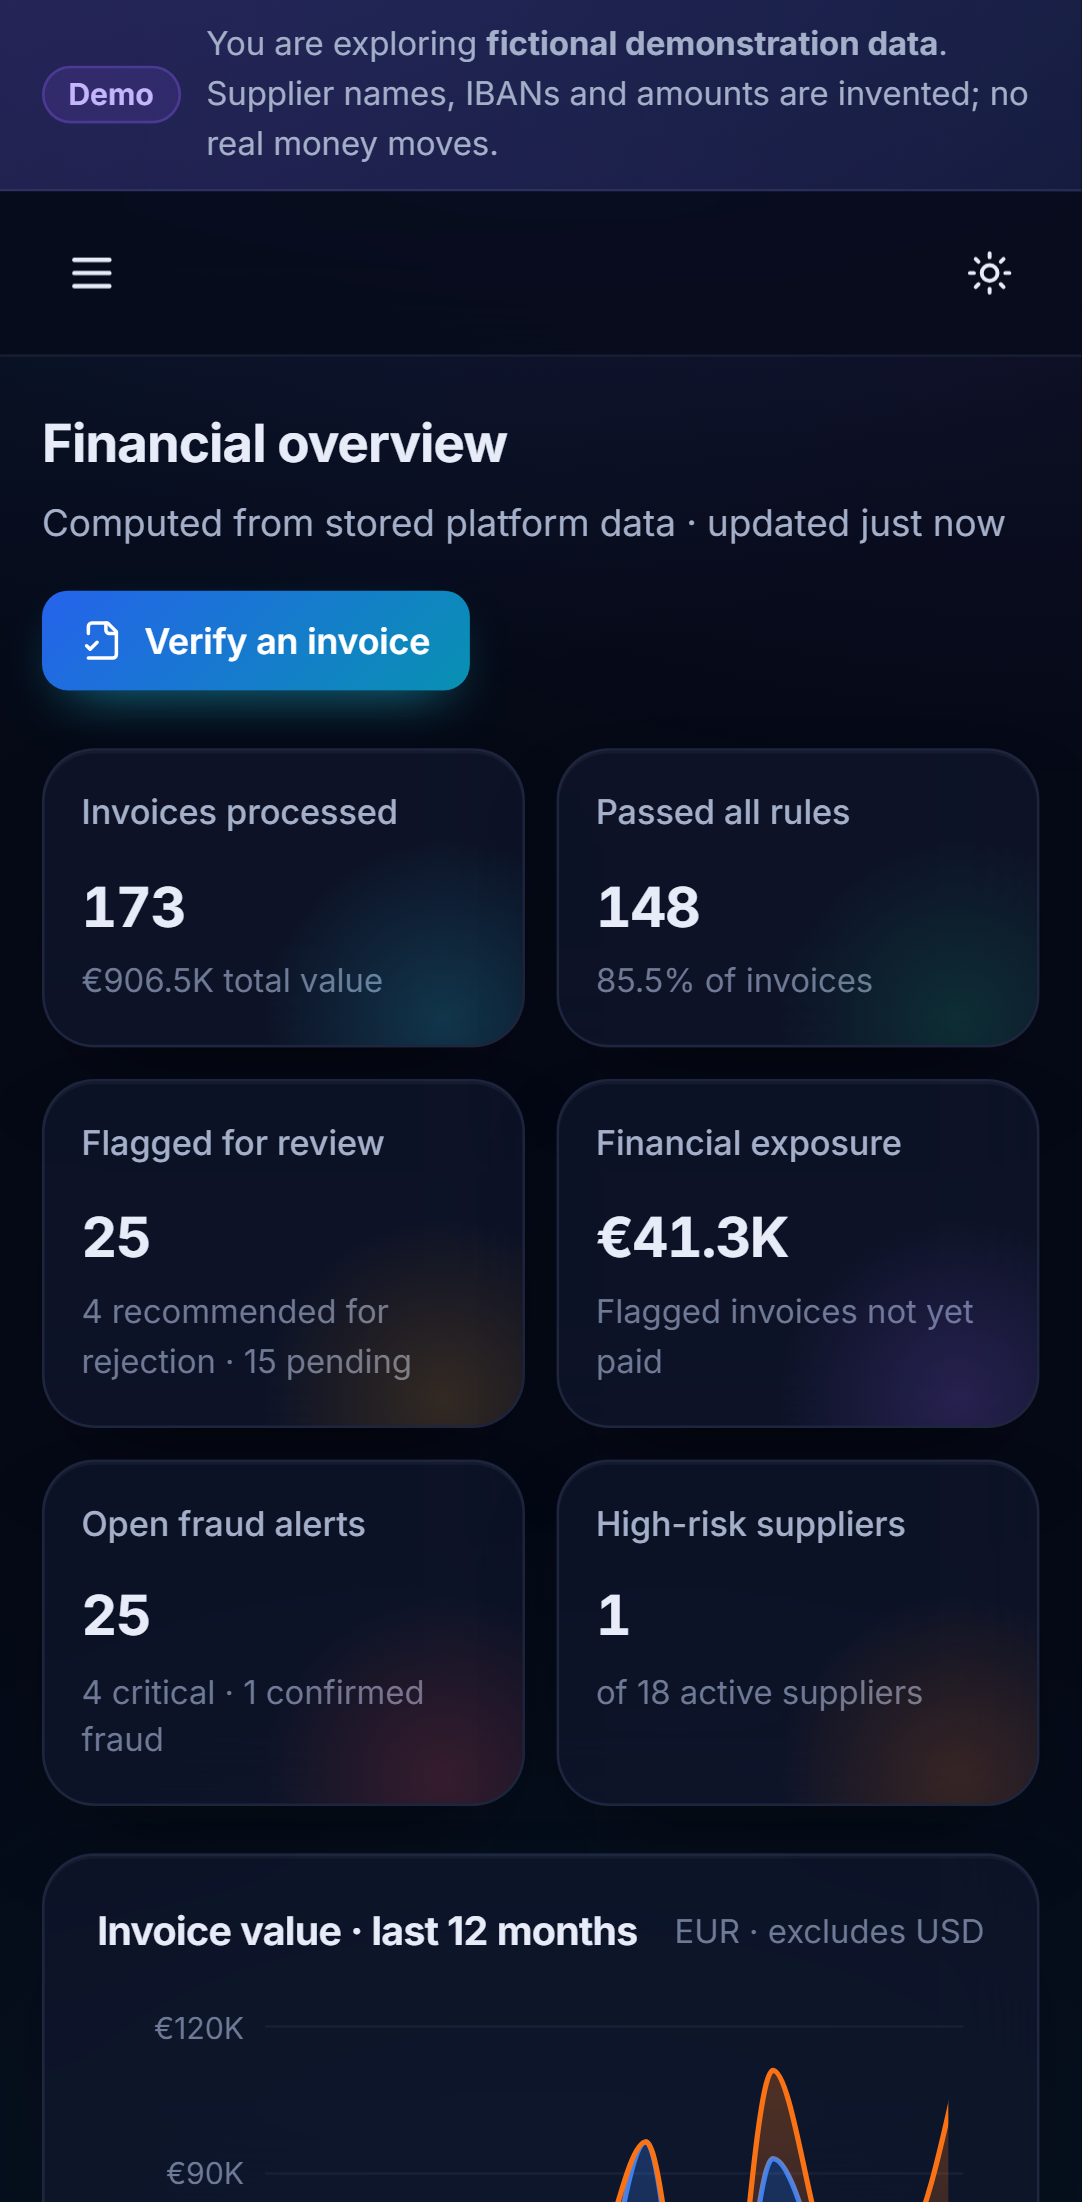 You are exploring fictional demonstration data.
Demo
Supplier names, IBANs and amounts are invented; no
real money moves.
Financial overview
Computed from stored platform data · updated just now
Verify an invoice
Invoices processed
173
€906.5K total value
Passed all rules
148
85.5% of invoices
Flagged for review
25
4 recommended for
rejection · 15 pending
Financial exposure
€41.3K
Flagged invoices not yet
paid
Open fraud alerts
25
4 critical · 1 confirmed
fraud
High-risk suppliers
1
of 18 active suppliers
Invoice value · last 12 months
EUR · excludes USD
€120K
€90K